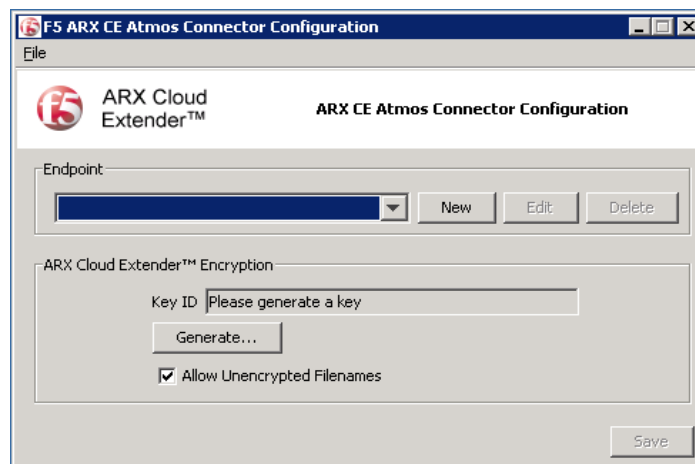 F5 ARX CE Atmos Connector Configuration
File
f5
ARX Cloud
Extender™
ARX CE Atmos Connector Configuration
Endpoint
New Edit Delete
ARX Cloud Extender™ Encryption
Key ID Please generate a key
Generate...
Allow Unencrypted Filenames
Save